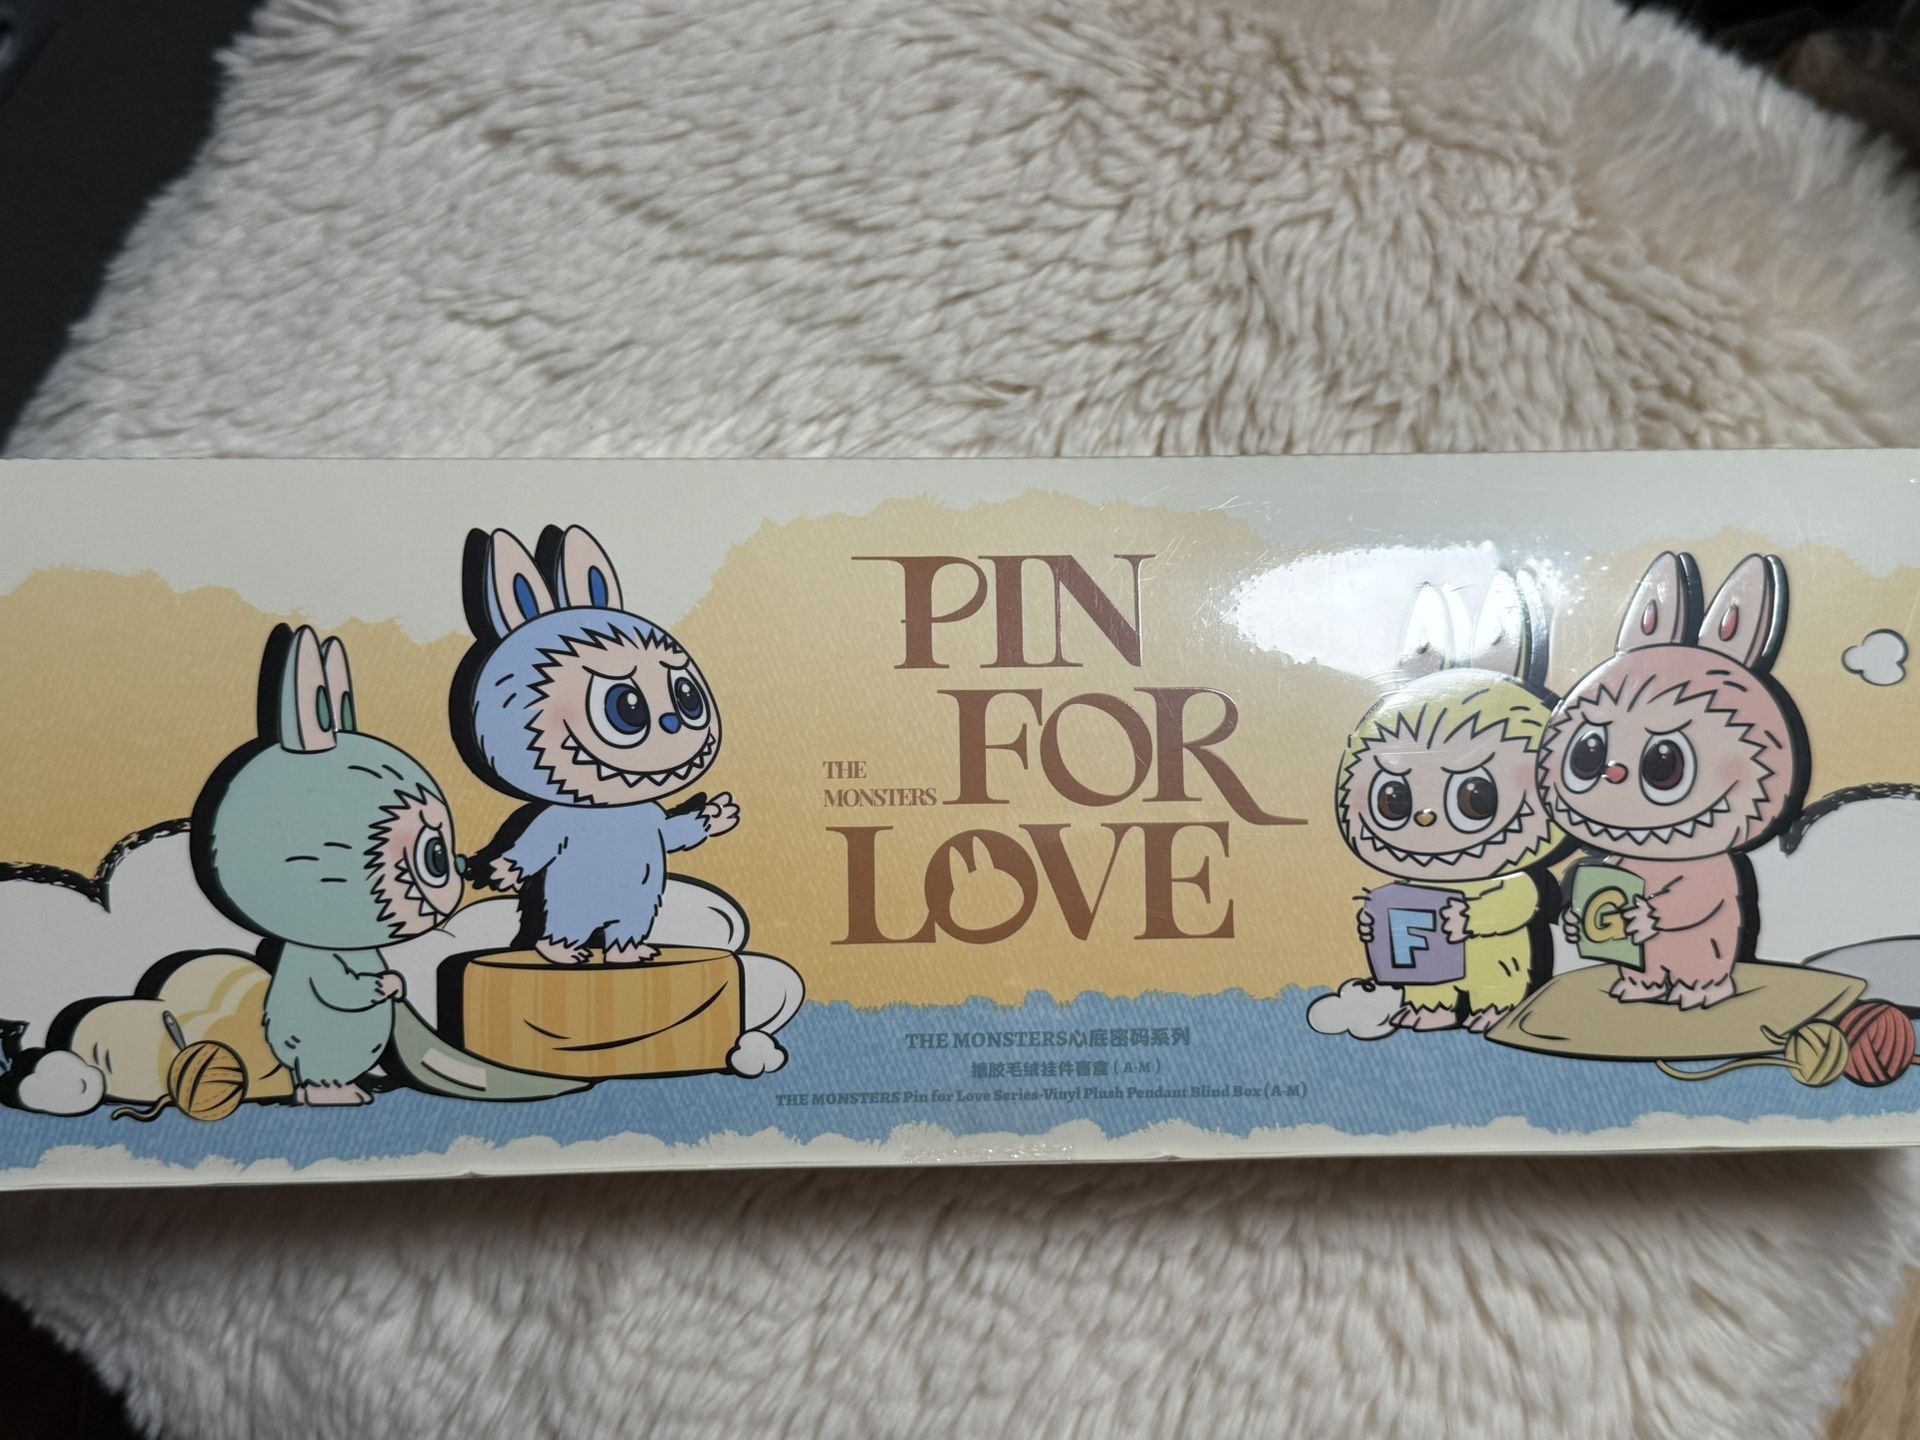 PIN
FOR
THE
MONSTERS
LOVE
F
G
THE MONSTERS心底密码系列
搪胶毛绒挂件盲盒（A-M）
THE MONSTERS Pin for Love Series-Vinyl Plush Pendant Blind Box (A-M)